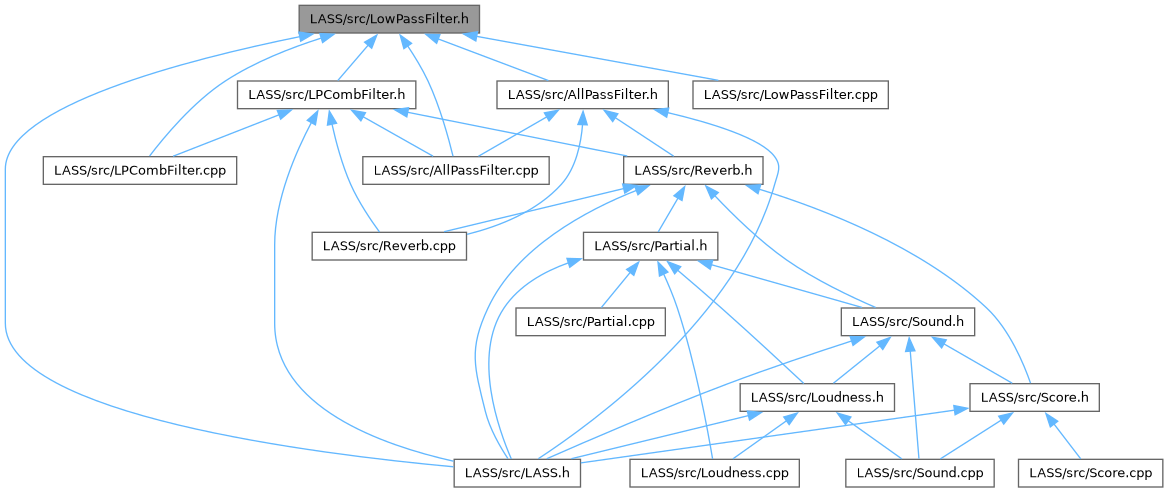 LASS/src/LowPassFilter.h
LASS/src/LPCombFilter.h
LASS/src/AllPassFilter.h
LASS/src/LowPassFilter.cpp
LASS/src/LPCombFilter.cpp
LASS/src/AllPassFilter.cpp
LASS/src/Reverb.h
LASS/src/Reverb.cpp
LASS/src/Partial.h
LASS/src/Partial.cpp
LASS/src/Sound.h
LASS/src/Loudness.h
LASS/src/Score.h
LASS/src/LASS.h
LASS/src/Loudness.cpp
LASS/src/Sound.cpp
LASS/src/Score.cpp